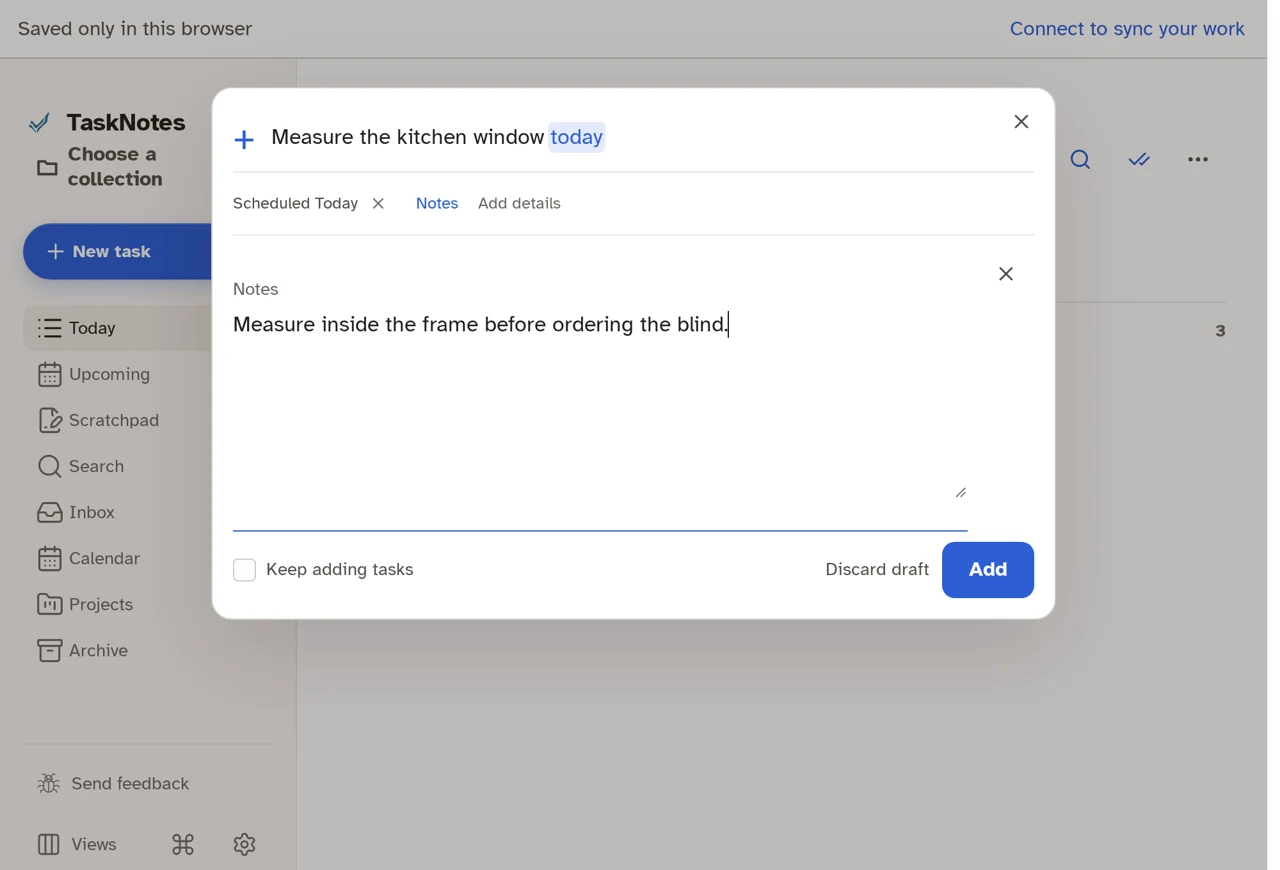 Saved only in this browser
Connect to sync your work
TaskNotes
Choose a
collection
New task
Today
Upcoming
Scratchpad
Search
Inbox
Calendar
Projects
Archive
Send feedback
Views
Measure the kitchen window today
Scheduled Today
Notes
Add details
Notes
Measure inside the frame before ordering the blind.
Keep adding tasks
Discard draft
Add
3